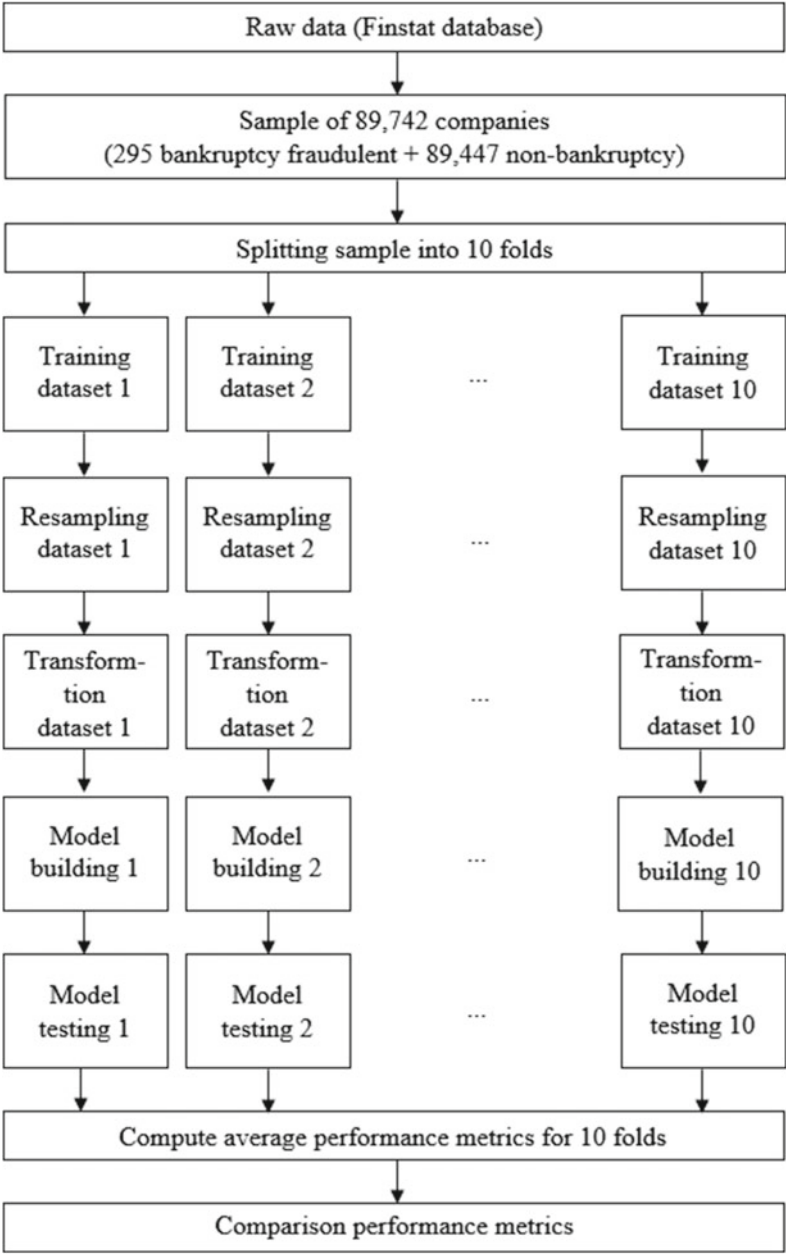 Raw data (Finstat database)
Sample of 89,742 companies
(295 bankruptcy fraudulent + 89,447 non-bankruptcy)
Splitting sample into 10 folds
Training
dataset 1
Training
dataset 2
...
Training
dataset 10
Resampling
dataset 1
Resampling
dataset 2
...
Resampling
dataset 10
Transform-
tion
dataset 1
Transform-
tion
dataset 2
...
Transform-
tion
dataset 10
Model
building 1
Model
building 2
...
Model
building 10
Model
testing 1
Model
testing 2
...
Model
testing 10
Compute average performance metrics for 10 folds
Comparison performance metrics